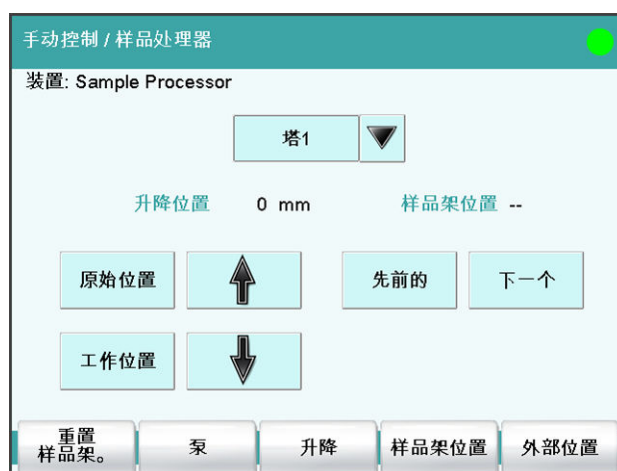 手动控制 / 样品处理器
装置: Sample Processor
塔1
升降位置 0 mm 样品架位置 --
原始位置 先前的 下一个
工作位置
重置
样品架。 泵 升降 样品架位置 外部位置